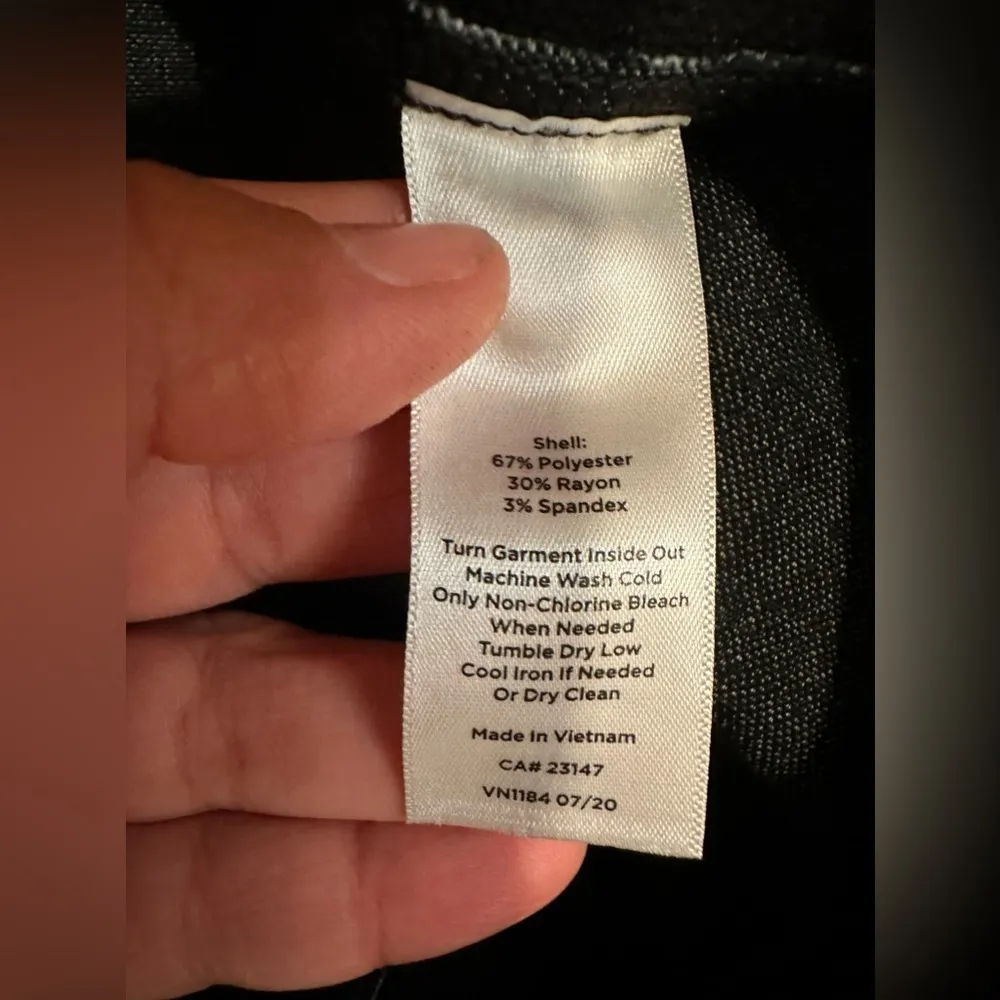 Shell:
67% Polyester
30% Rayon
3% Spandex
Turn Garment Inside Out
Machine Wash Cold
Only Non-Chlorine Bleach
When Needed
Tumble Dry Low
Cool Iron If Needed
Or Dry Clean
Made In Vietnam
CA# 23147
VN1184 07/20